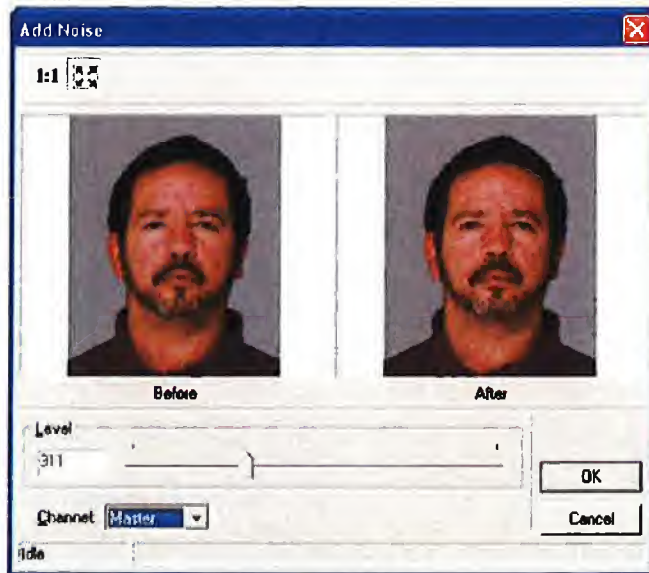 Add Noise
1:1
Before After
Level
311
OK
Channel: Master
Cancel
Idle